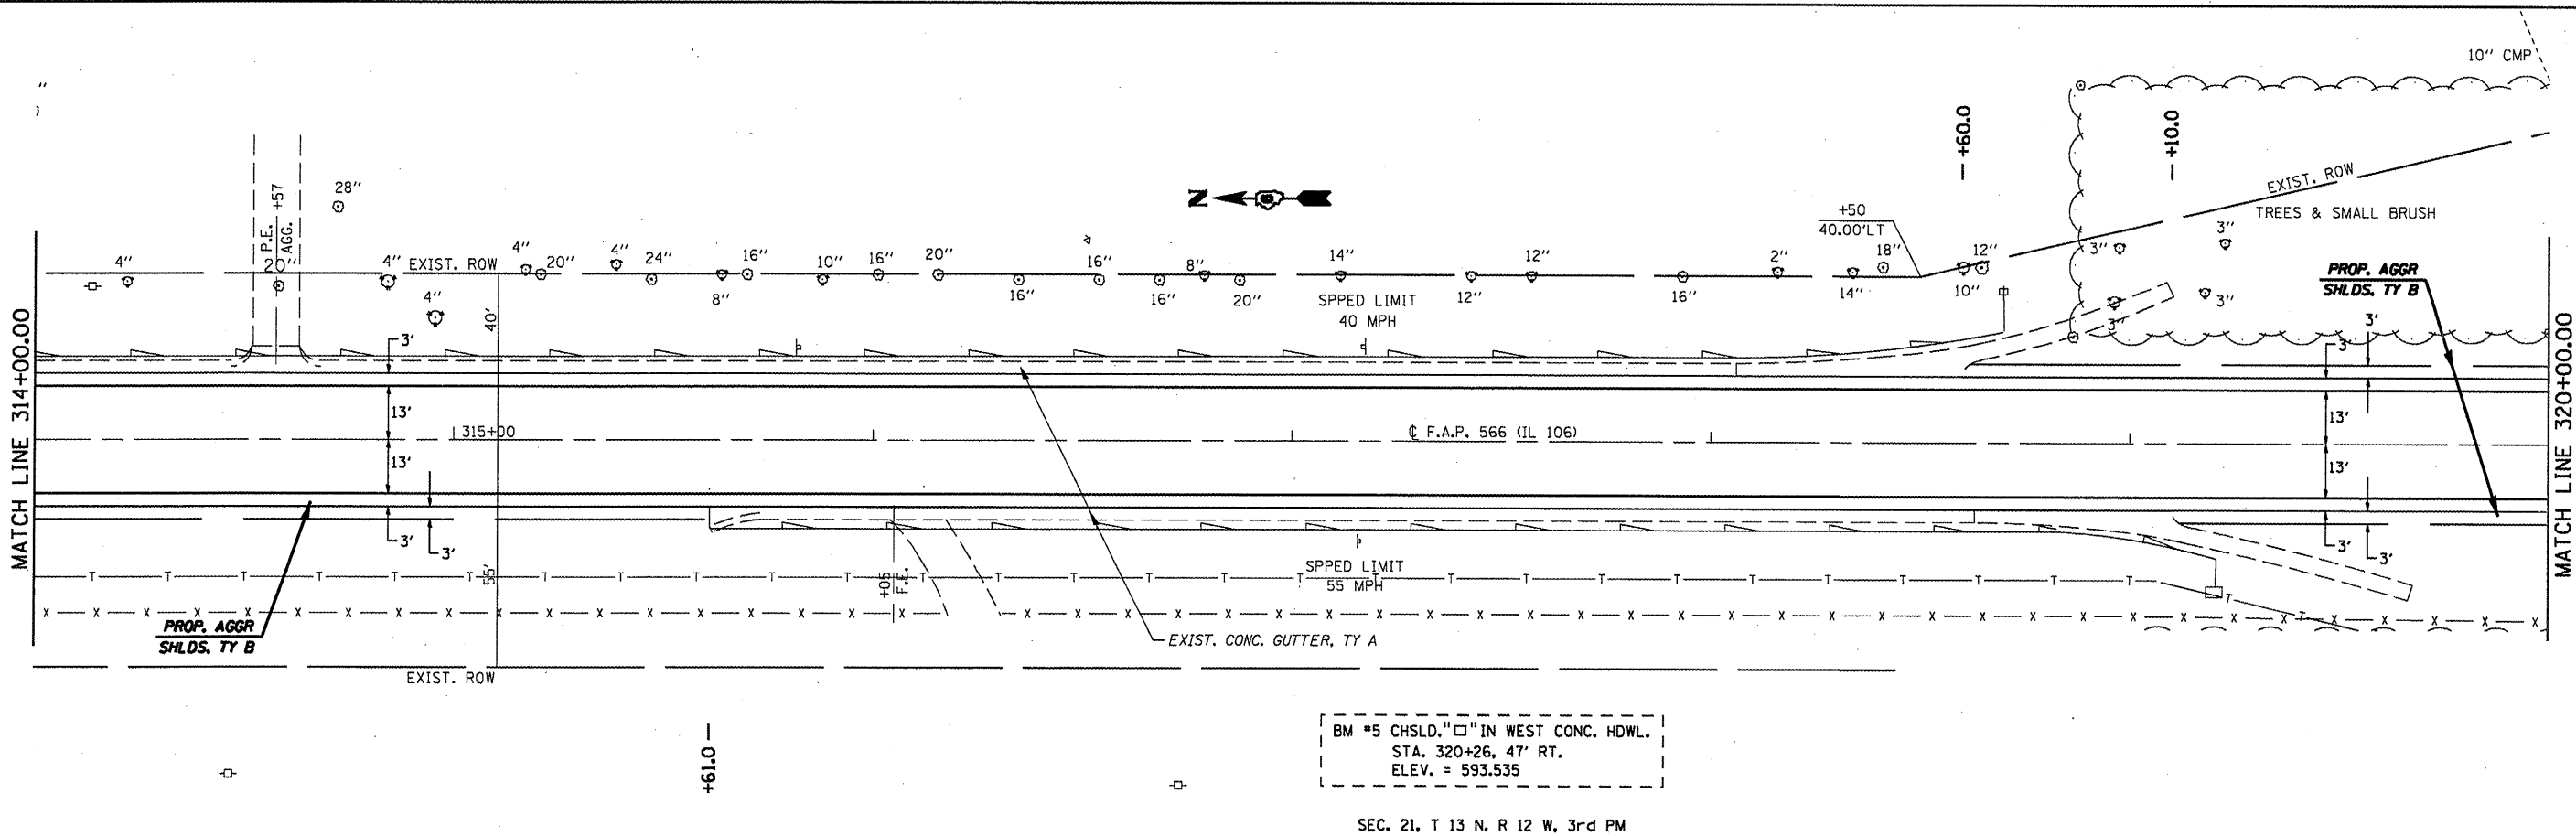 10" CMP
+60.0
+10.0
28"
P.E. +57
AGG.
20"
N
EXIST. ROW
TREES & SMALL BRUSH
+50
40.00'LT
4"
4"
4"
EXIST. ROW
20"
4"
24"
16"
10"
16"
20"
16"
8"
14"
12"
2"
18"
12"
3"
3"
4"
8"
16"
16"
20"
12"
16"
14"
10"
3"
3"
SPPED LIMIT
40 MPH
PROP. AGGR
SHLDS, TY B
40'
3'
3'
3'
MATCH LINE 314+00.00
MATCH LINE 320+00.00
13'
13'
315+00
℄ F.A.P. 566 (IL 106)
13'
13'
3'
3'
3'
3'
55'
+05
F.E.
SPPED LIMIT
55 MPH
T T T T T T T T T T T T T T T T T T T T T T T T T T T T T
X X X X X X X X X X X X X X X X X X X X X X X X X X X X X X X X
PROP. AGGR
SHLDS, TY B
EXIST. CONC. GUTTER, TY A
EXIST. ROW
+61.0
BM #5 CHSLD."□"IN WEST CONC. HDWL.
STA. 320+26, 47' RT.
ELEV. = 593.535
SEC. 21, T 13 N, R 12 W, 3rd PM